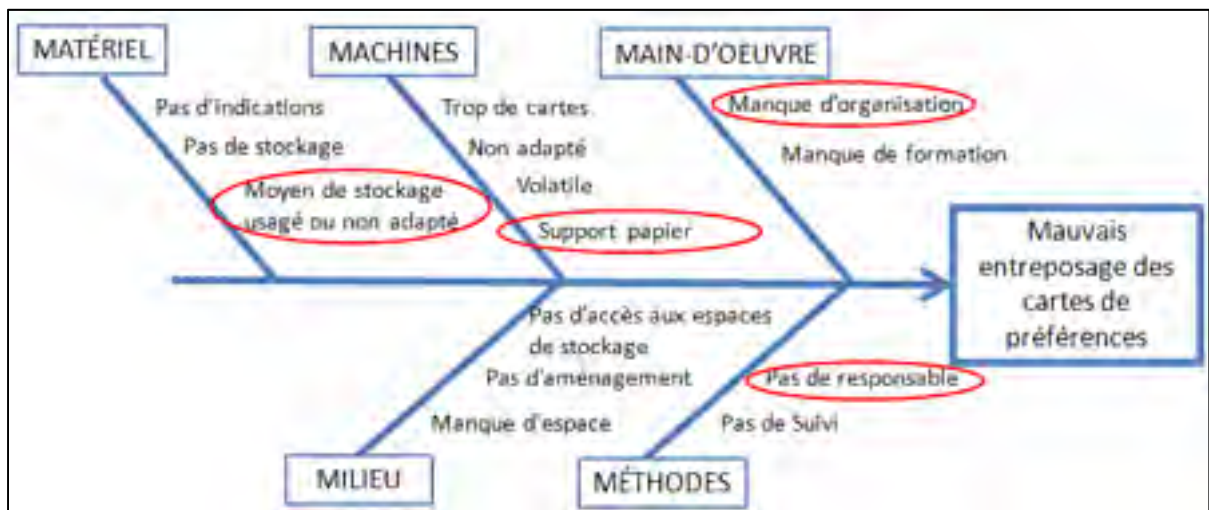 MATÉRIEL
MACHINES
MAIN-D'OEUVRE
Pas d'indications
Pas de stockage
Moyen de stockage
usagé ou non adapté
Trop de cartes
Non adapté
Volatile
Support papier
Manque d'organisation
Manque de formation
Mauvais
entreposage des
cartes de
préférences
Pas d'accès aux espaces
de stockage
Pas d'aménagement
Manque d'espace
Pas de responsable
Pas de Suivi
MILIEU
MÉTHODES